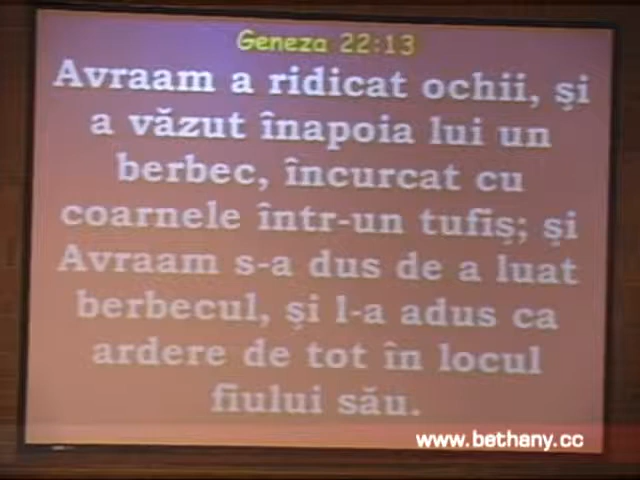 Geneza 22:13
Avraam a ridicat ochii, şi
a văzut înapoia lui un
berbec, încurcat cu
coarnele într-un tufiş; şi
Avraam s-a dus de a luat
berbecul, şi l-a adus ca
ardere de tot în locul
fiului său.
www.bethany.cc